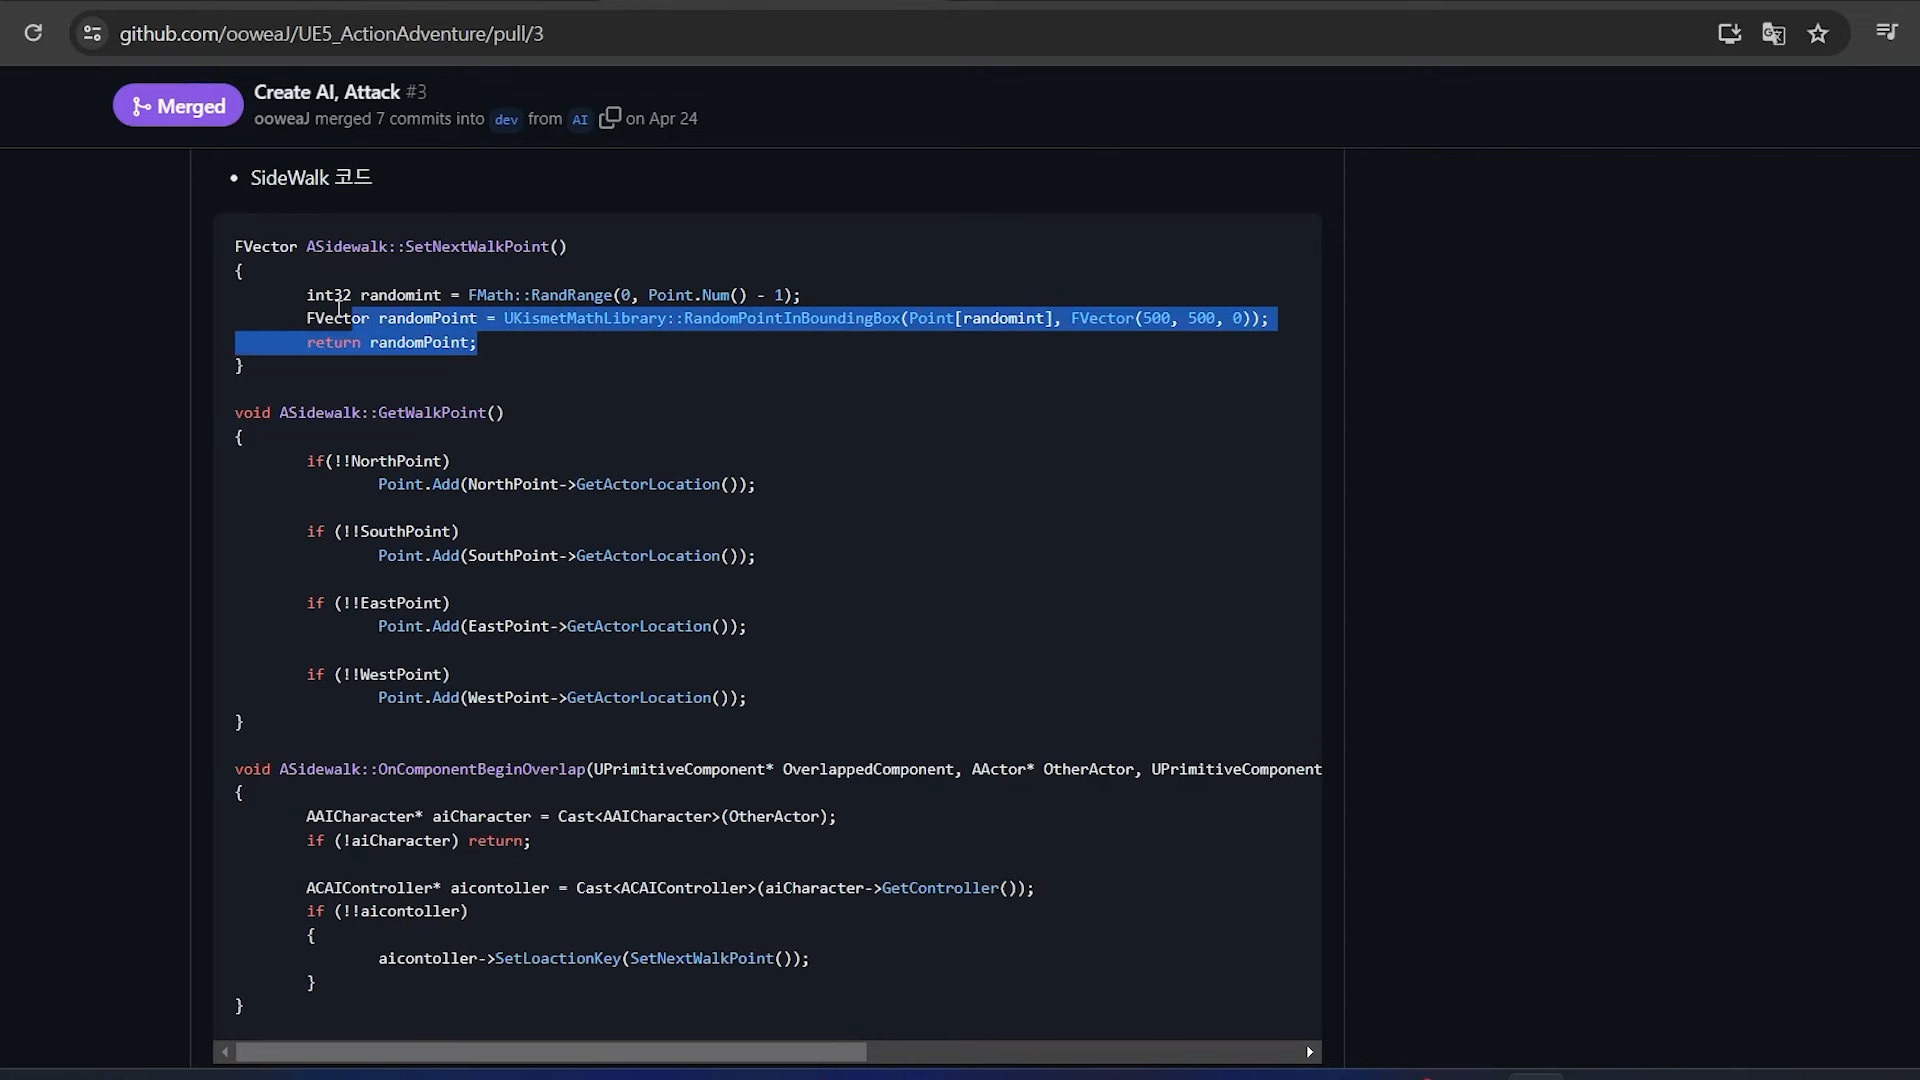 github.com/ooweaJ/UE5_ActionAdventure/pull/3
Merged
Create AI, Attack #3
ooweaJ merged 7 commits into dev from AI on Apr 24
• SideWalk 코드
FVector ASidewalk::SetNextWalkPoint()
{
int32 randomint = FMath::RandRange(0, Point.Num() - 1);
FVector randomPoint = UKismetMathLibrary::RandomPointInBoundingBox(Point[randomint], FVector(500, 500, 0));
return randomPoint;
}
void ASidewalk::GetWalkPoint()
{
if(!!NorthPoint)
Point.Add(NorthPoint->GetActorLocation());
if (!!SouthPoint)
Point.Add(SouthPoint->GetActorLocation());
if (!!EastPoint)
Point.Add(EastPoint->GetActorLocation());
if (!!WestPoint)
Point.Add(WestPoint->GetActorLocation());
}
void ASidewalk::OnComponentBeginOverlap(UPrimitiveComponent* OverlappedComponent, AActor* OtherActor, UPrimitiveComponent
{
AAICharacter* aiCharacter = Cast<AAICharacter>(OtherActor);
if (!aiCharacter) return;
ACAIController* aicontoller = Cast<ACAIController>(aiCharacter->GetController());
if (!!aicontoller)
{
aicontoller->SetLoactionKey(SetNextWalkPoint());
}
}